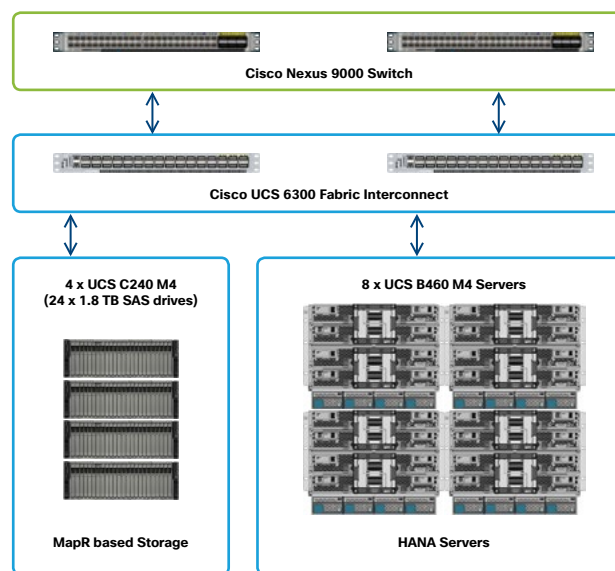 Cisco Nexus 9000 Switch
Cisco UCS 6300 Fabric Interconnect
4 x UCS C240 M4
(24 x 1.8 TB SAS drives)
8 x UCS B460 M4 Servers
MapR based Storage
HANA Servers